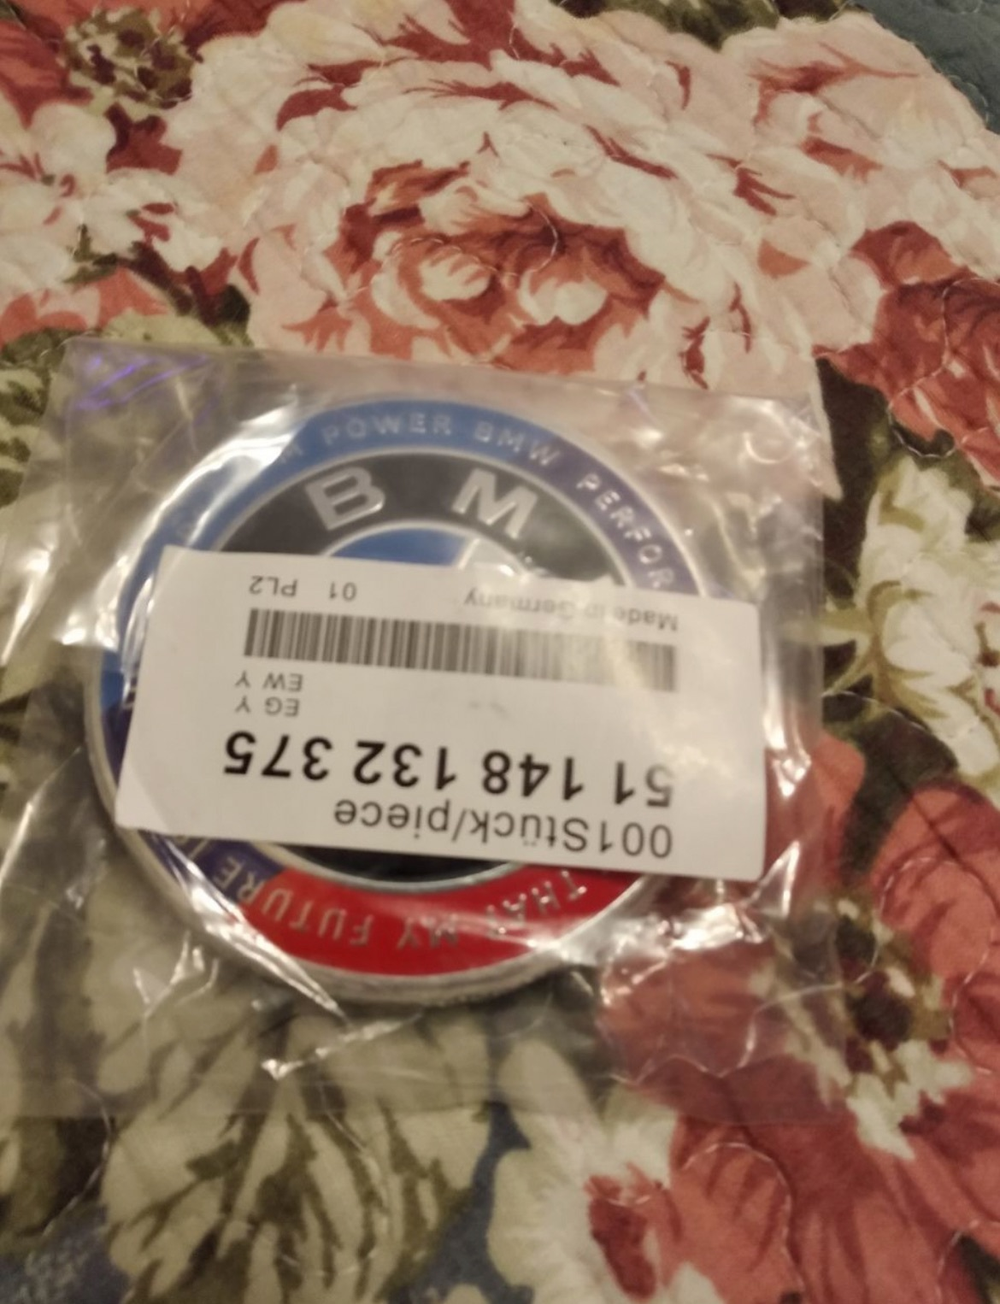 M POWER BMW PERFOR
B M
001Stück/piece
51 148 132 375
EG Y
EW Y
Made in Germany 01 PL2
THAT MY FUTURE